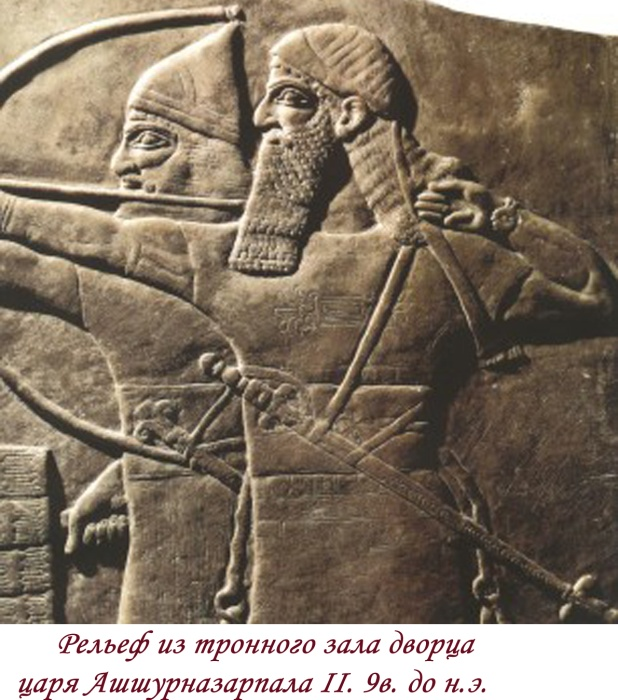 Рельеф из тронного зала дворца
царя Ашшурназарпала II. 9в. до н.э.